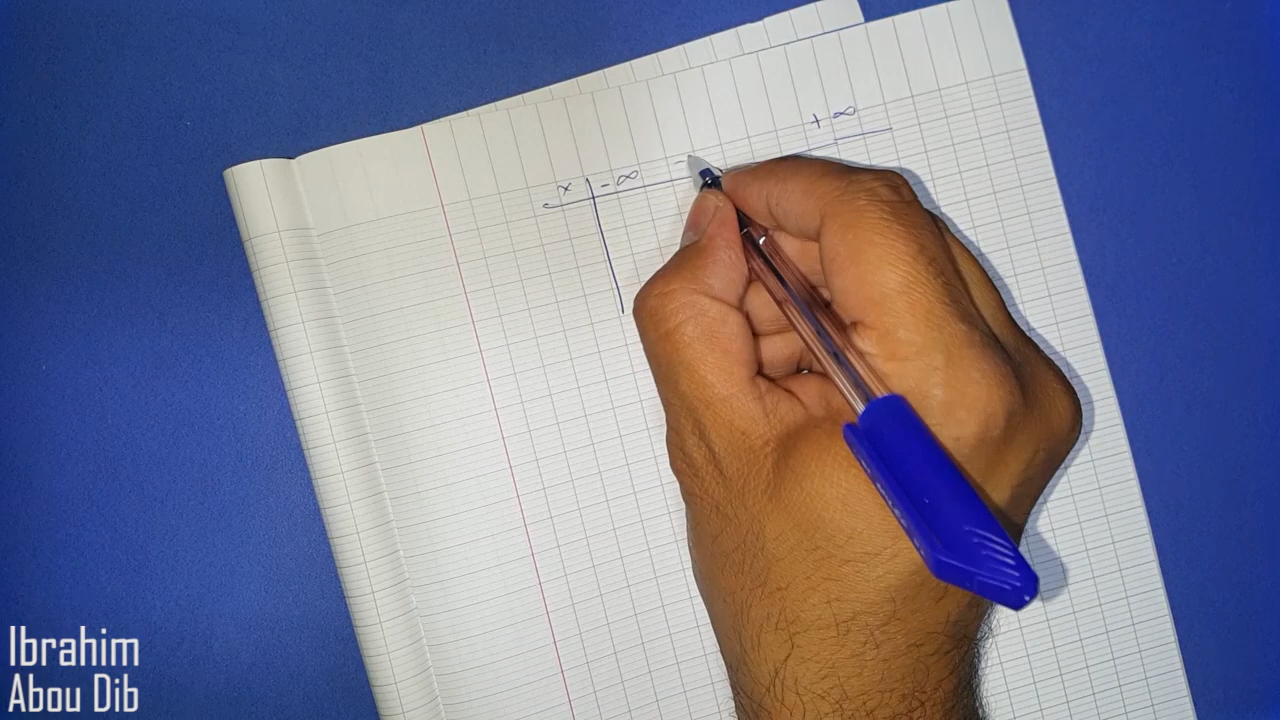 x - ∞ - + ∞
Ibrahim
Abou Dib